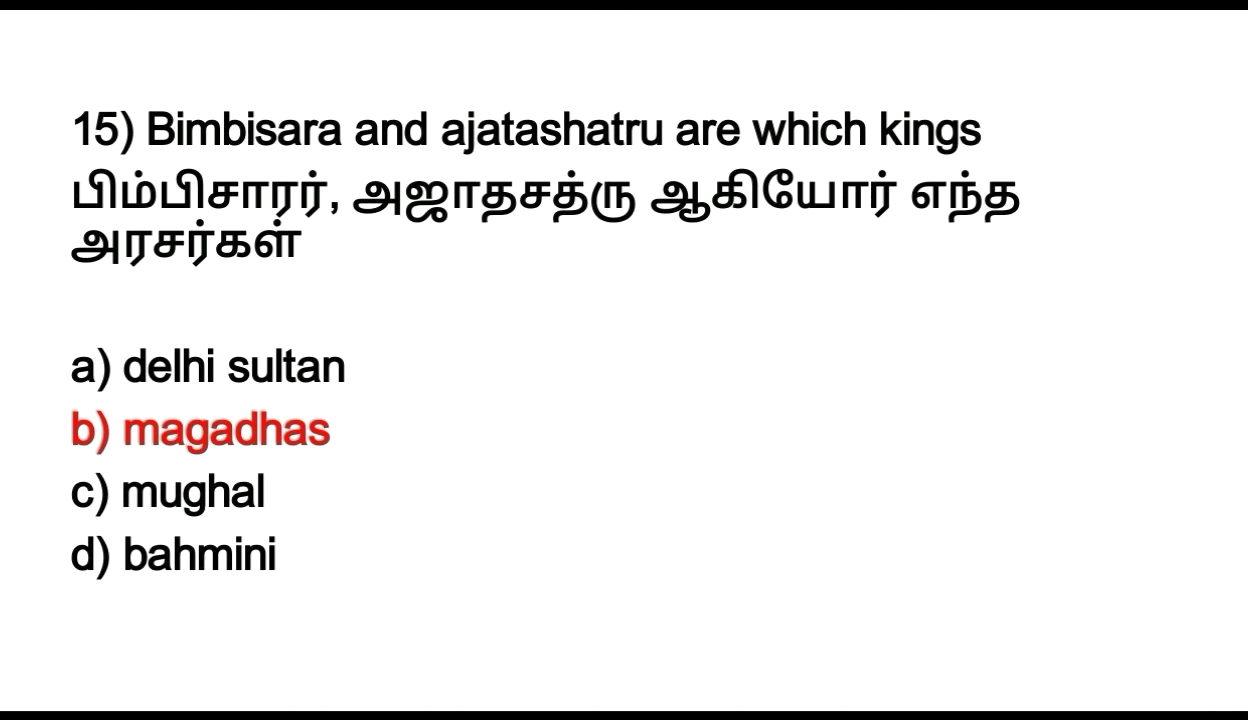 15) Bimbisara and ajatashatru are which kings
பிம்பிசாரர், அஜாதசத்ரு ஆகியோர் எந்த
அரசர்கள்
a) delhi sultan
b) magadhas
c) mughal
d) bahmini